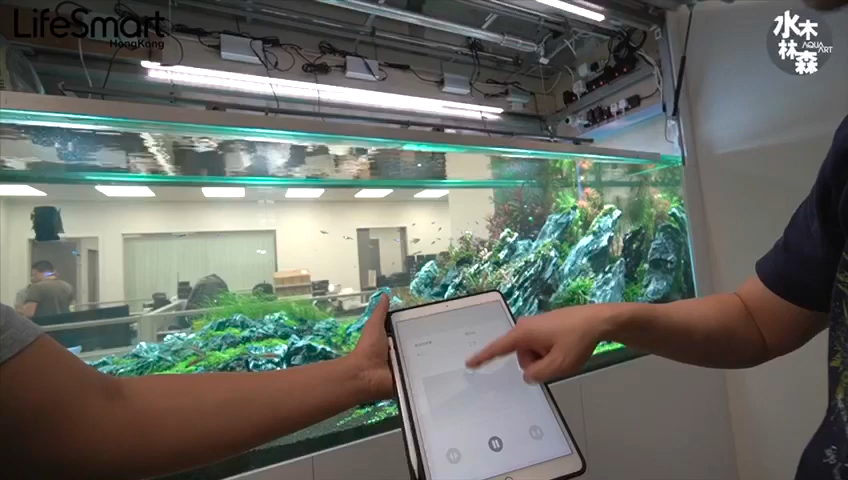 LifeSmart
HongKong
水木
林森
AQUA
ART